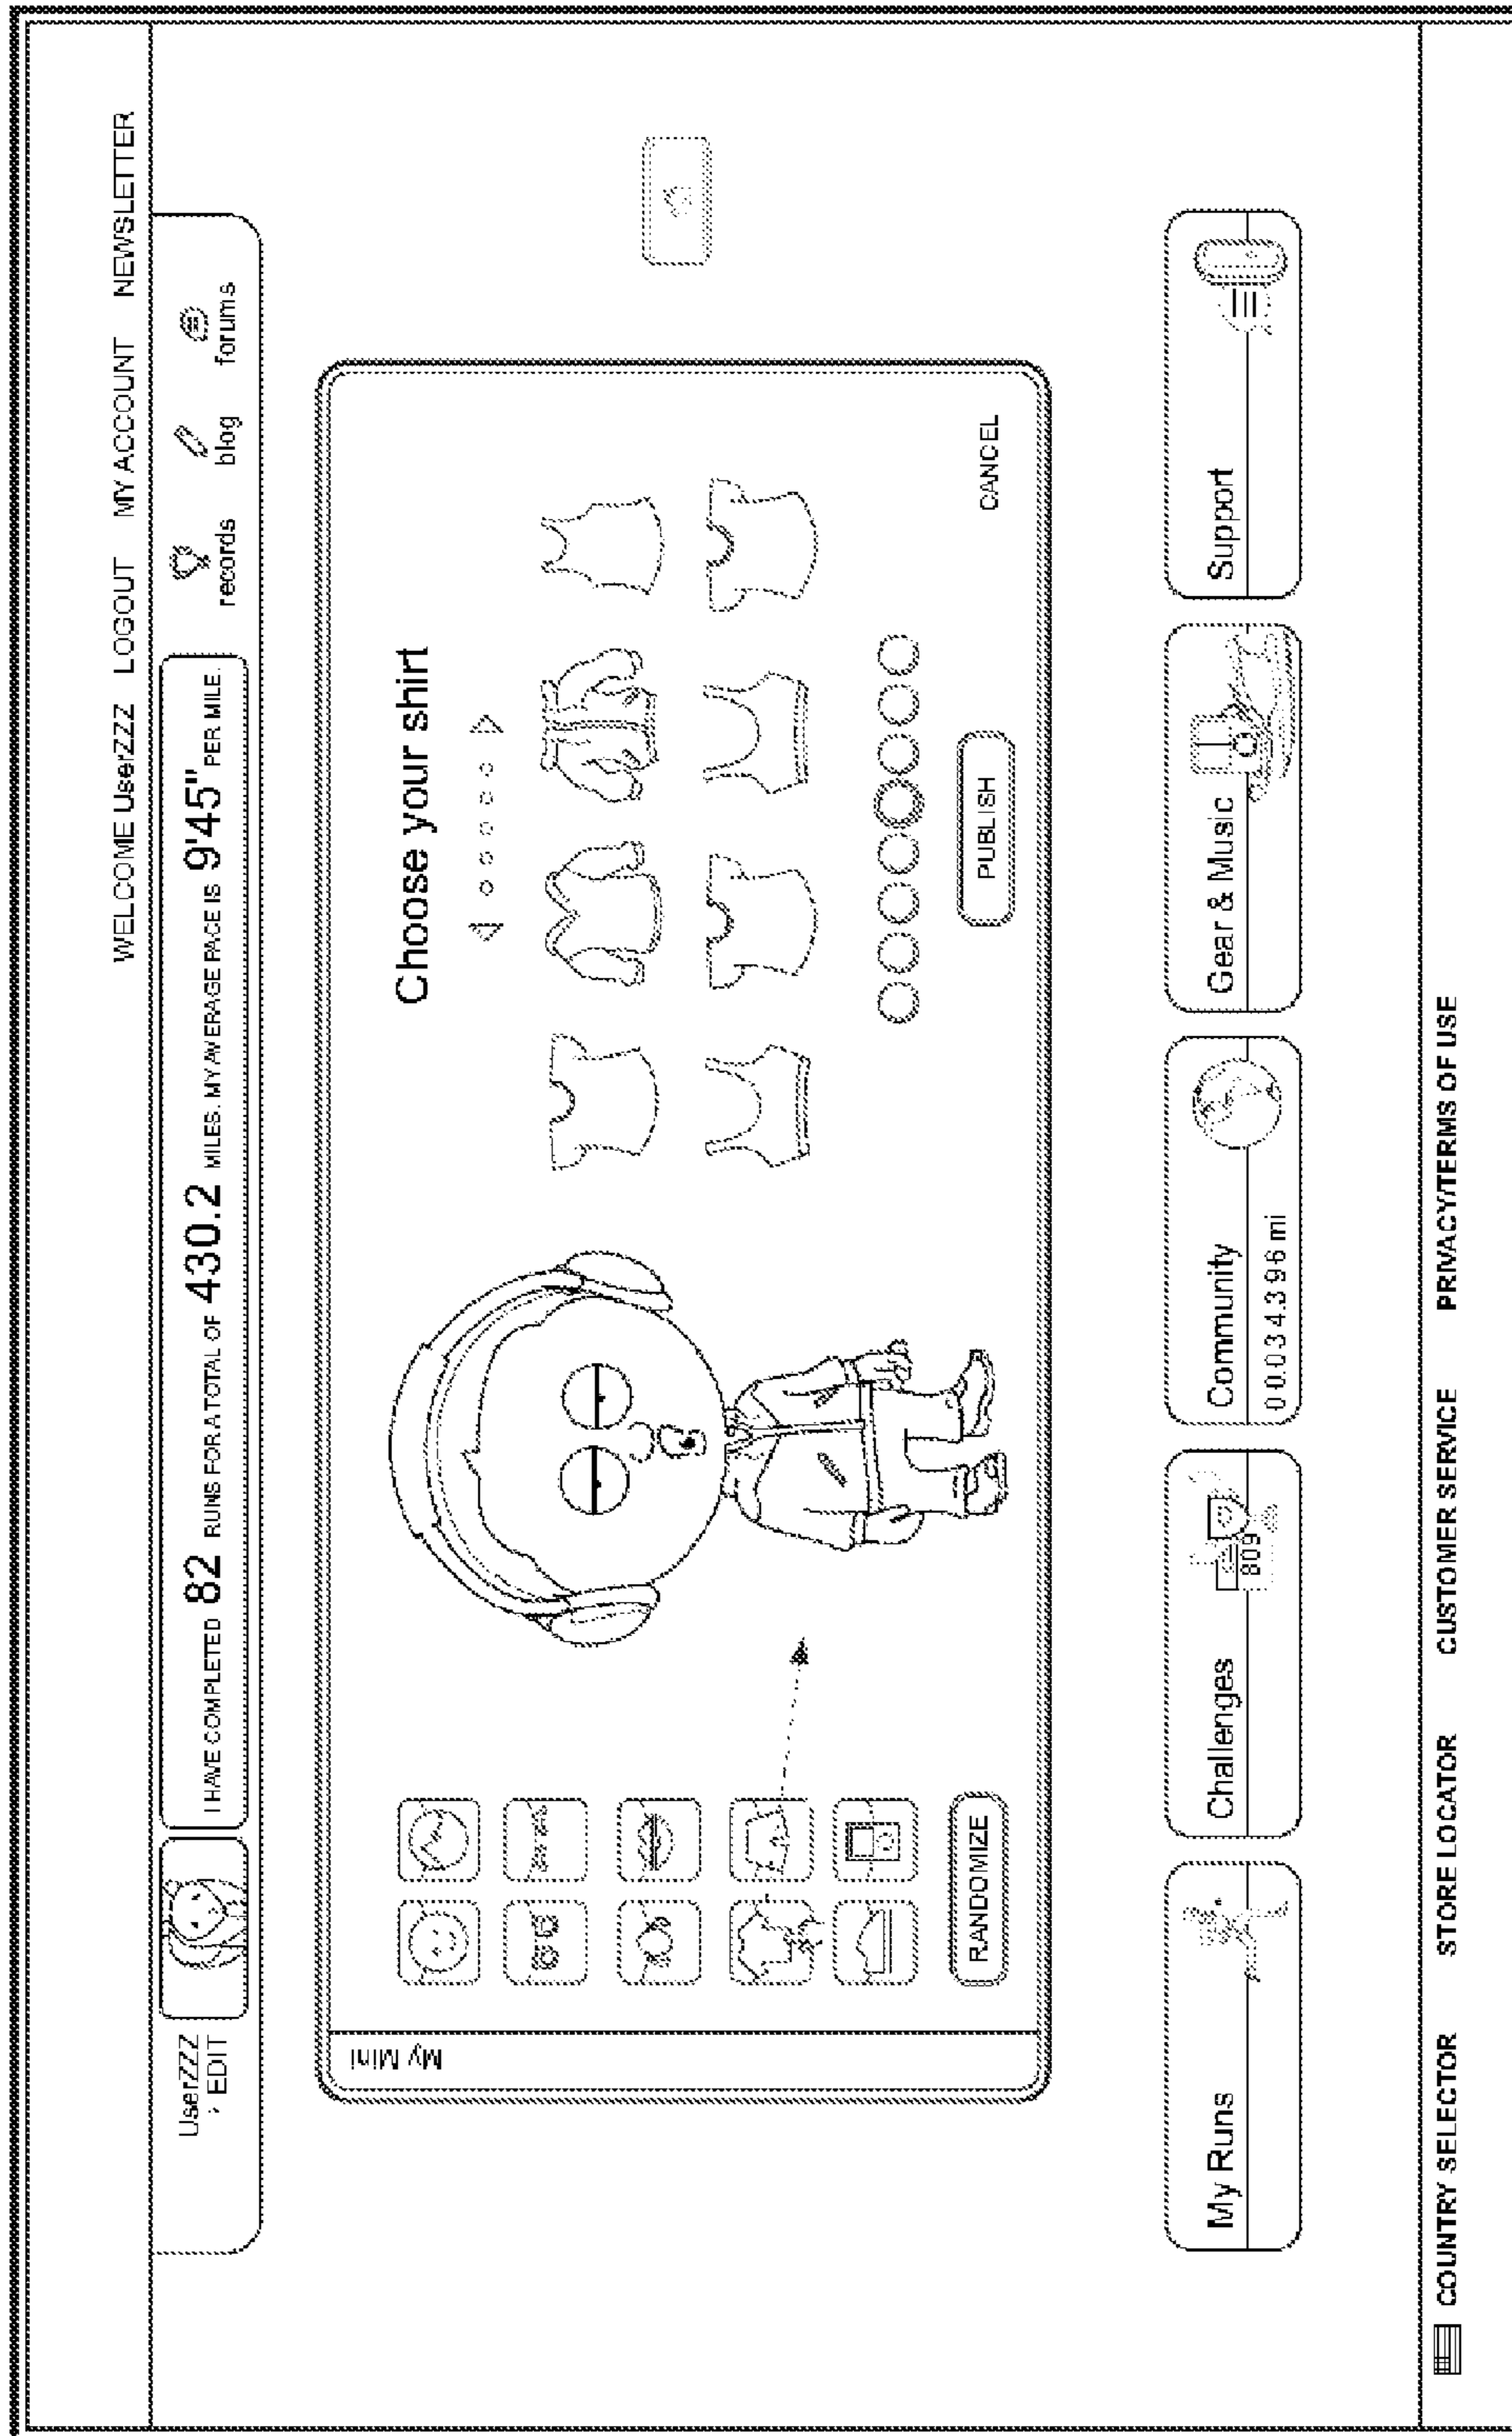 WELCOME UserZZZ LOGOUT MY ACCOUNT NEWSLETTER
UserZZZ
› EDIT
I HAVE COMPLETED 82 RUNS FOR A TOTAL OF 430.2 MILES. MY AVERAGE PACE IS 9'45" PER MILE.
records
blog
forums
My Mini
Choose your shirt
RANDOMIZE
PUBLISH
CANCEL
My Runs
Challenges
809
Community
0 0.0 3 4.3 9 6 mi
Gear & Music
Support
COUNTRY SELECTOR STORE LOCATOR CUSTOMER SERVICE PRIVACY/TERMS OF USE